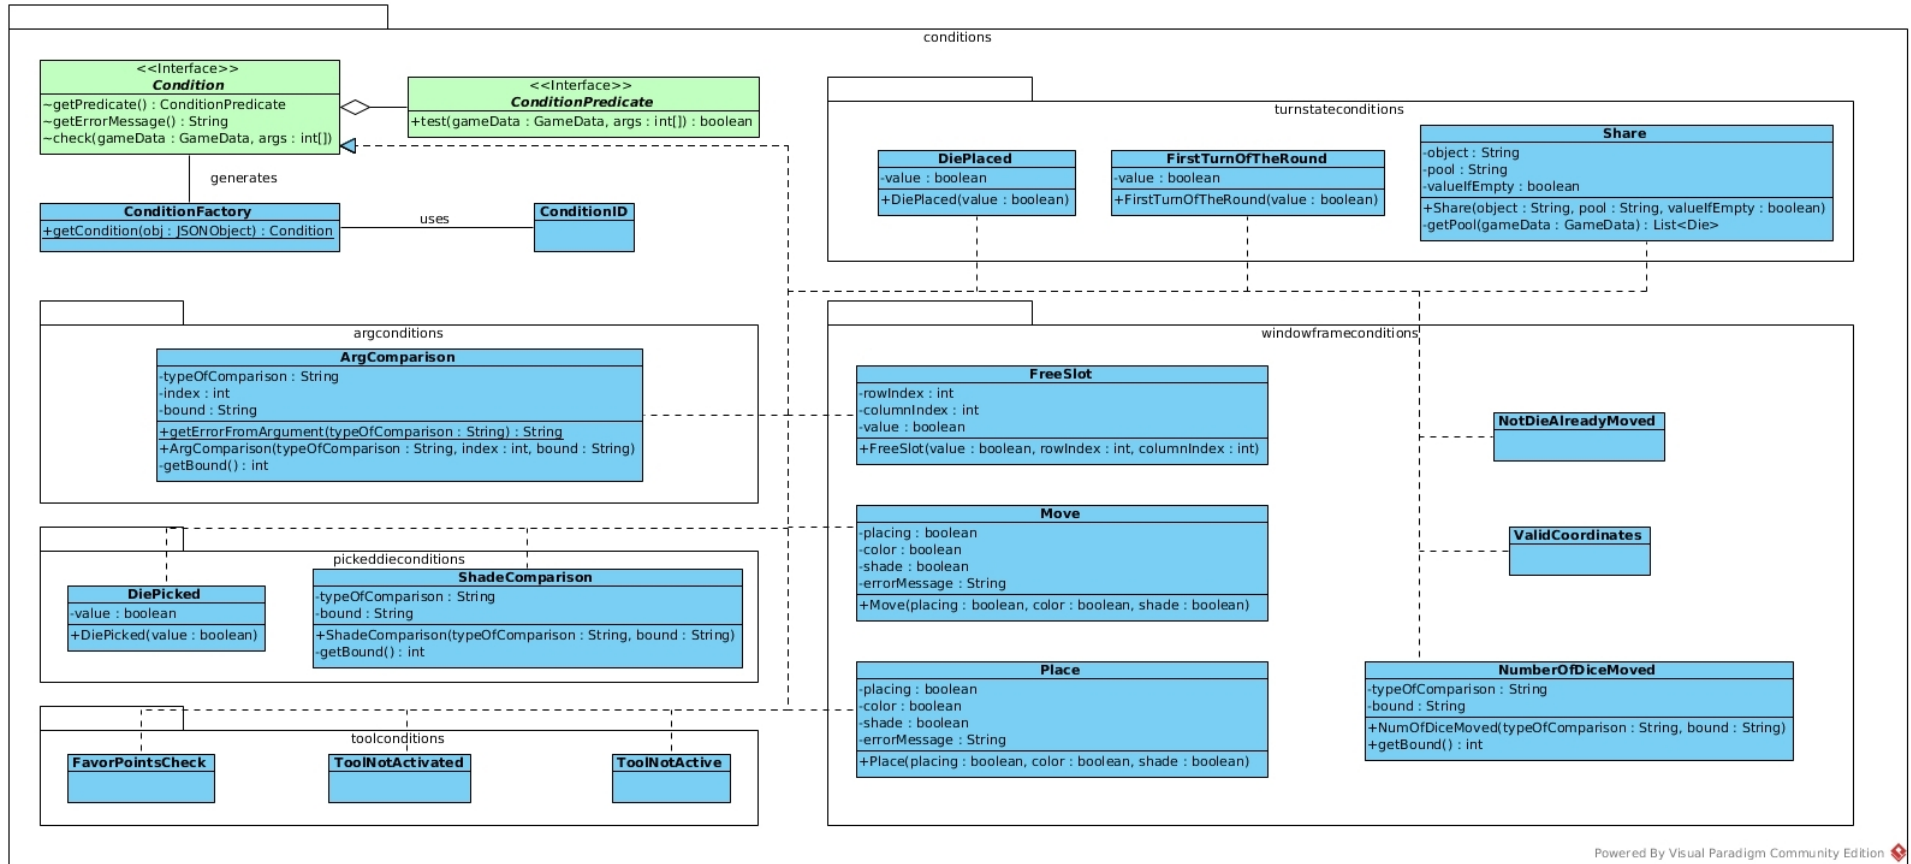 conditions
<<Interface>>
Condition
~getPredicate() : ConditionPredicate
~getErrorMessage() : String
~check(gameData : GameData, args : int[])
<<Interface>>
ConditionPredicate
+test(gameData : GameData, args : int[]) : boolean
generates
ConditionFactory
+getCondition(obj : JSONObject) : Condition
uses
ConditionID
turnstateconditions
DiePlaced
-value : boolean
+DiePlaced(value : boolean)
FirstTurnOfTheRound
-value : boolean
+FirstTurnOfTheRound(value : boolean)
Share
-object : String
-pool : String
-valueIfEmpty : boolean
+Share(object : String, pool : String, valueIfEmpty : boolean)
-getPool(gameData : GameData) : List<Die>
argconditions
ArgComparison
-typeOfComparison : String
-index : int
-bound : String
+getErrorFromArgument(typeOfComparison : String) : String
+ArgComparison(typeOfComparison : String, index : int, bound : String)
-getBound() : int
pickeddieconditions
DiePicked
-value : boolean
+DiePicked(value : boolean)
ShadeComparison
-typeOfComparison : String
-bound : String
+ShadeComparison(typeOfComparison : String, bound : String)
-getBound() : int
toolconditions
FavorPointsCheck
ToolNotActivated
ToolNotActive
windowframeconditions
FreeSlot
-rowIndex : int
-columnIndex : int
-value : boolean
+FreeSlot(value : boolean, rowIndex : int, columnIndex : int)
Move
-placing : boolean
-color : boolean
-shade : boolean
-errorMessage : String
+Move(placing : boolean, color : boolean, shade : boolean)
Place
-placing : boolean
-color : boolean
-shade : boolean
-errorMessage : String
+Place(placing : boolean, color : boolean, shade : boolean)
NotDieAlreadyMoved
ValidCoordinates
NumberOfDiceMoved
-typeOfComparison : String
-bound : String
+NumOfDiceMoved(typeOfComparison : String, bound : String)
+getBound() : int
Powered By Visual Paradigm Community Edition